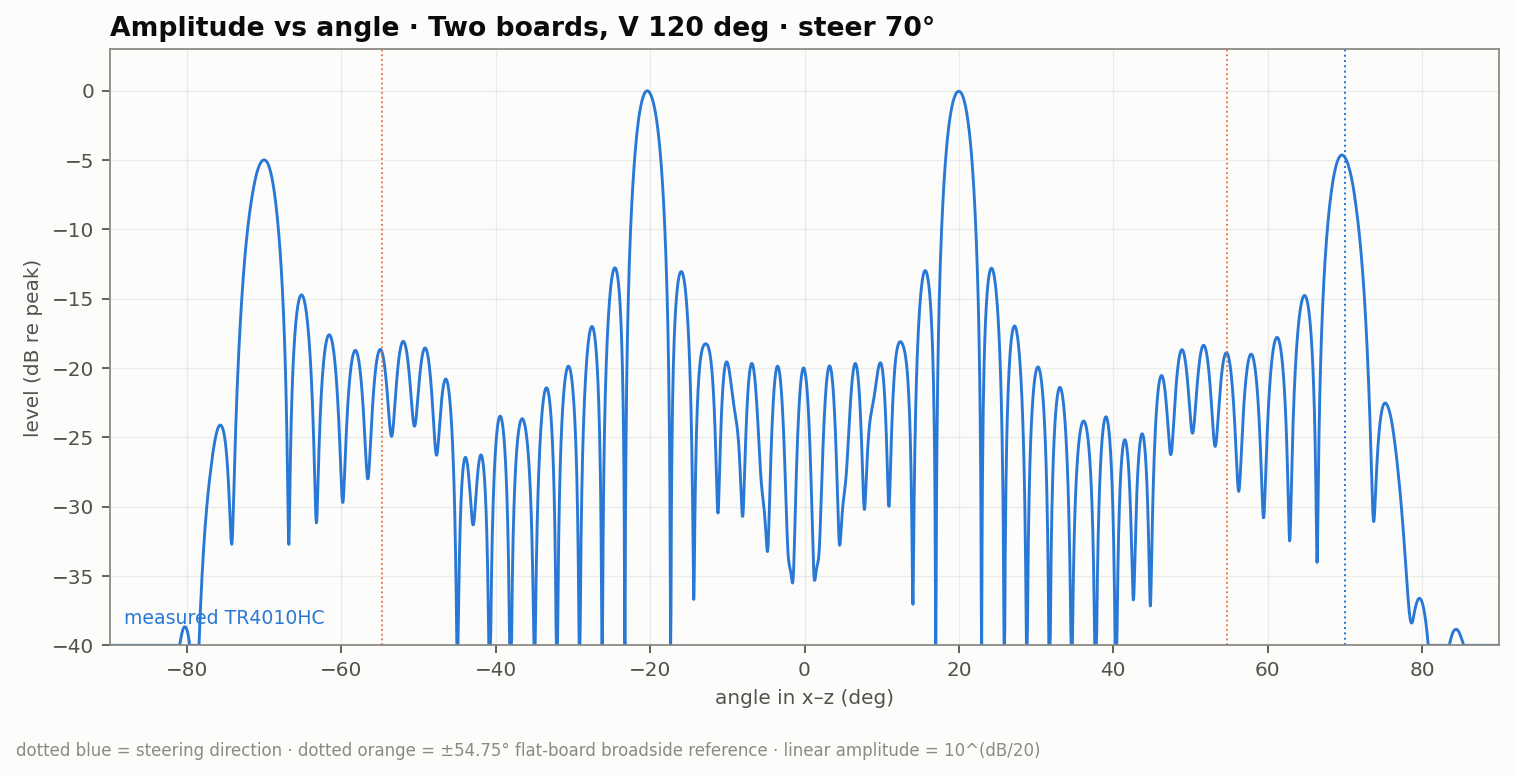 Amplitude vs angle · Two boards, V 120 deg · steer 70°
level (dB re peak)
0
−5
−10
−15
−20
−25
−30
−35
−40
measured TR4010HC
−80 −60 −40 −20 0 20 40 60 80
angle in x–z (deg)
dotted blue = steering direction · dotted orange = ±54.75° flat-board broadside reference · linear amplitude = 10^(dB/20)